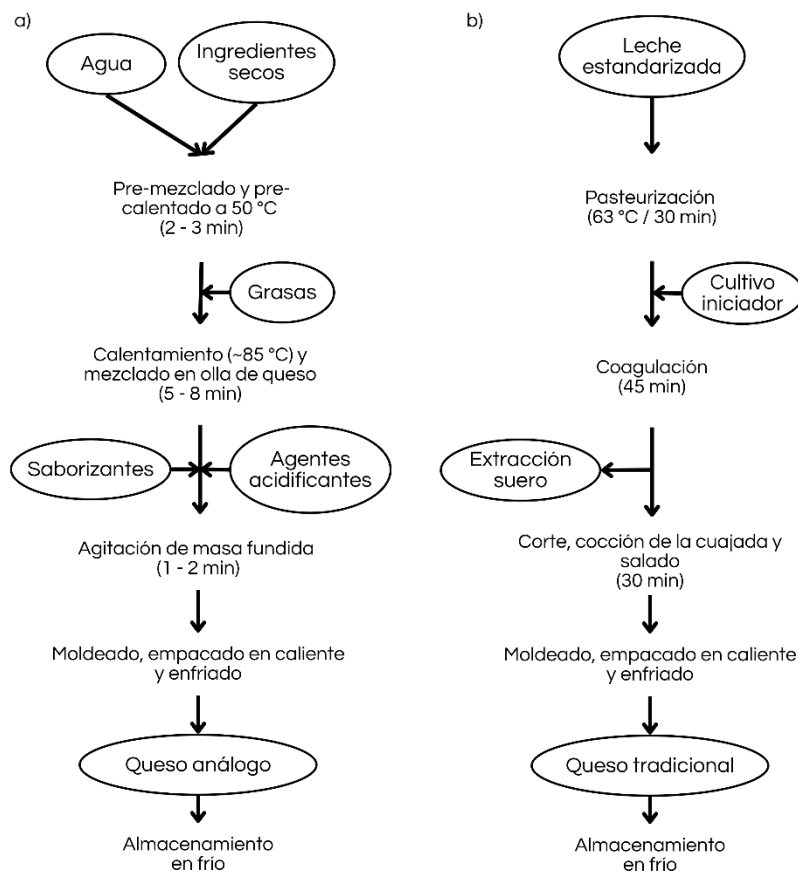 a)
Agua
Ingredientes
secos
Pre-mezclado y pre-
calentado a 50 °C
(2 - 3 min)
Grasas
Calentamiento (~85 °C) y
mezclado en olla de queso
(5 - 8 min)
Saborizantes
Agentes
acidificantes
Agitación de masa fundida
(1 - 2 min)
Moldeado, empacado en caliente
y enfriado
Queso análogo
Almacenamiento
en frío
b)
Leche
estandarizada
Pasteurización
(63 °C / 30 min)
Cultivo
iniciador
Coagulación
(45 min)
Extracción
suero
Corte, cocción de la cuajada y
salado
(30 min)
Moldeado, empacado en caliente
y enfriado
Queso tradicional
Almacenamiento
en frío